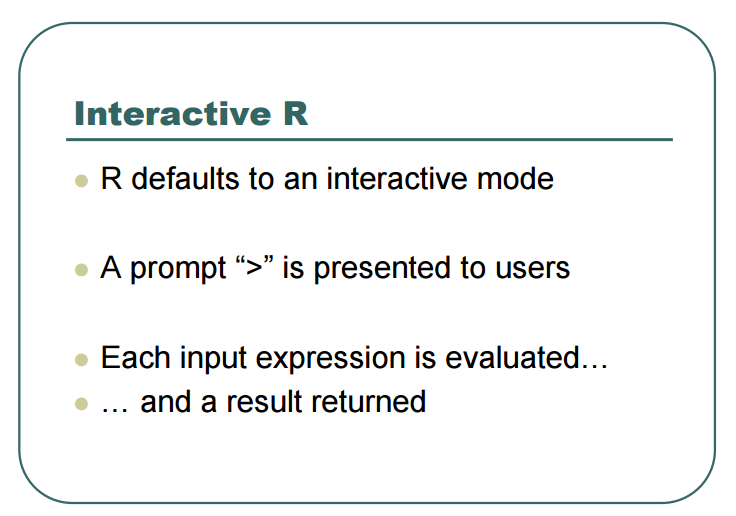 Interactive R
R defaults to an interactive mode
A prompt “>” is presented to users
Each input expression is evaluated…
… and a result returned